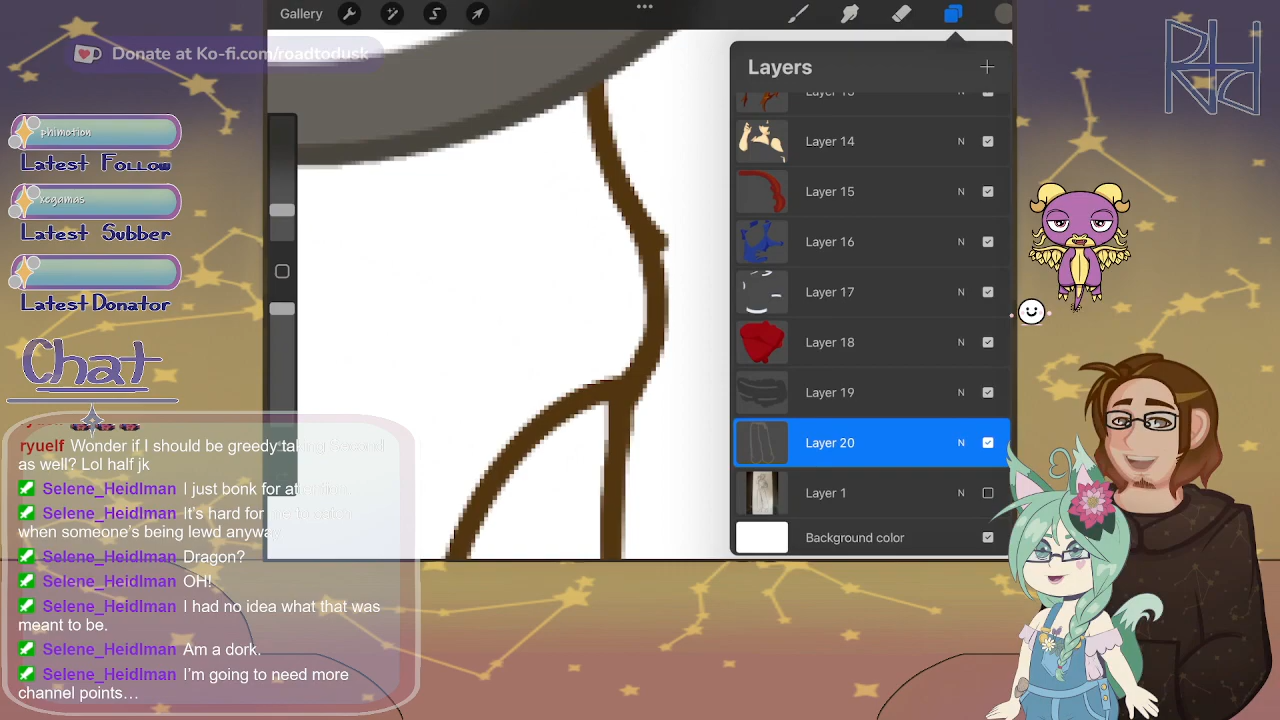 Gallery
Donate at Ko-fi.com/roadtodusk
Layers
Layer 14 N
Layer 15 N
Layer 16 N
Layer 17 N
Layer 18 N
Layer 19 N
Layer 20 N
Layer 1 N
Background color
phimotion
Latest Follow
xcgamas
Latest Subber
Latest Donator
Chat
ryuelf Wonder if I should be greedy
as well? Lol half jk
Selene_Heidlman I just bonk for
Selene_Heidlman It's hard for
when someone's being lewd anyway
Selene_Heidlman Dragon?
Selene_Heidlman OH!
Selene_Heidlman I had no idea what that was
meant to be.
Selene_Heidlman Am a dork.
Selene_Heidlman I'm going to need more
channel points…